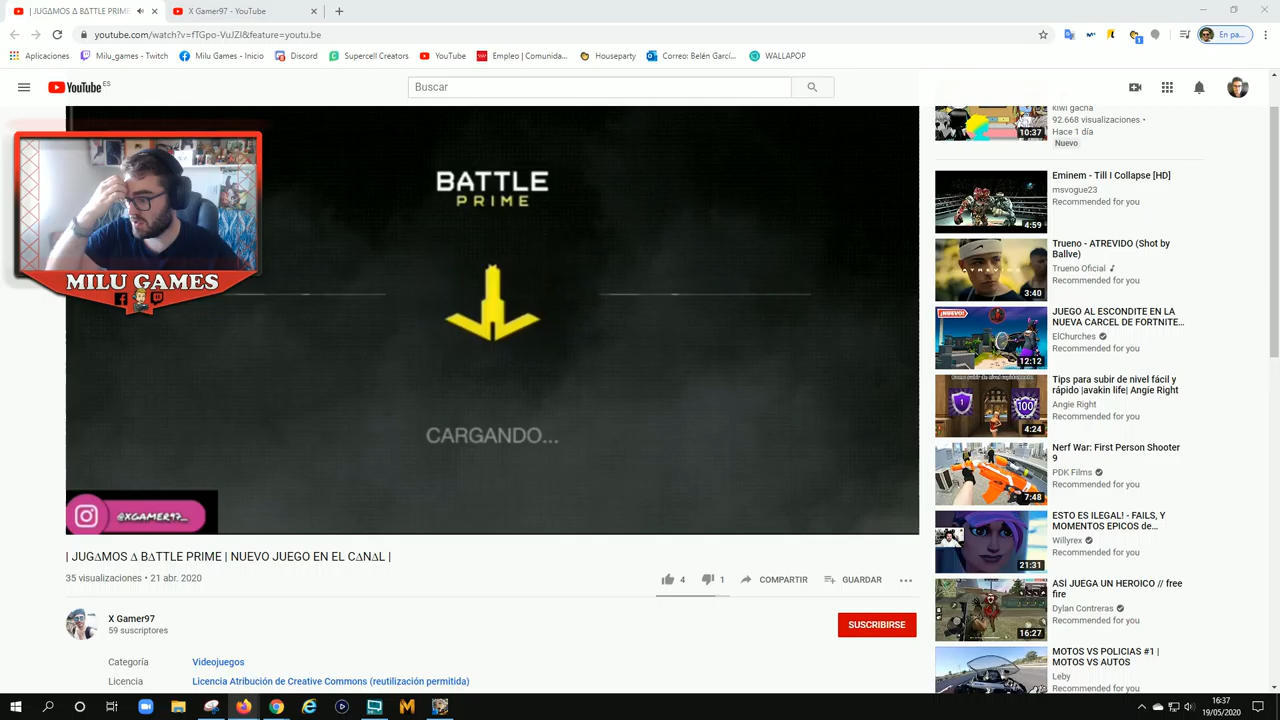 | JUGΔMOS Δ BΔTTLE PRIME
X Gamer97 - YouTube
youtube.com/watch?v=fTGpo-VuJZI&feature=youtu.be
En pa...
Aplicaciones
Milu_games - Twitch
Milu Games - Inicio
Discord
Supercell Creators
YouTube
Empleo | Comunida...
Houseparty
Correo: Belén Garcí...
WALLAPOP
YouTube ES
Buscar
BATTLE
PRIME
CARGANDO...
MILU GAMES
@XGAMER97_
| JUGΔMOS Δ BΔTTLE PRIME | NUEVO JUEGO EN EL CΔNΔL |
35 visualizaciones • 21 abr. 2020
4
1
COMPARTIR
GUARDAR
X Gamer97
59 suscriptores
SUSCRIBIRSE
Categoría
Videojuegos
Licencia
Licencia Atribución de Creative Commons (reutilización permitida)
kiwi gacha
92.668 visualizaciones •
Hace 1 día
Nuevo
10:37
Eminem - Till I Collapse [HD]
msvogue23
Recommended for you
4:59
Trueno - ATREVIDO (Shot by
Ballve)
Trueno Oficial
Recommended for you
ATREVIDO
3:40
JUEGO AL ESCONDITE EN LA
NUEVA CARCEL DE FORTNITE...
ElChurches
Recommended for you
¡NUEVO!
12:12
Tips para subir de nivel fácil y
rápido |avakin life| Angie Right
Angie Right
Recommended for you
1
100
4:24
Nerf War: First Person Shooter
9
PDK Films
Recommended for you
7:48
ESTO ES ILEGAL! - FAILS, Y
MOMENTOS EPICOS de...
Willyrex
Recommended for you
21:31
ASÍ JUEGA UN HEROICO // free
fire
Dylan Contreras
Recommended for you
16:27
MOTOS VS POLICIAS #1 |
MOTOS VS AUTOS
Leby
Recommended for you
16:37
19/05/2020